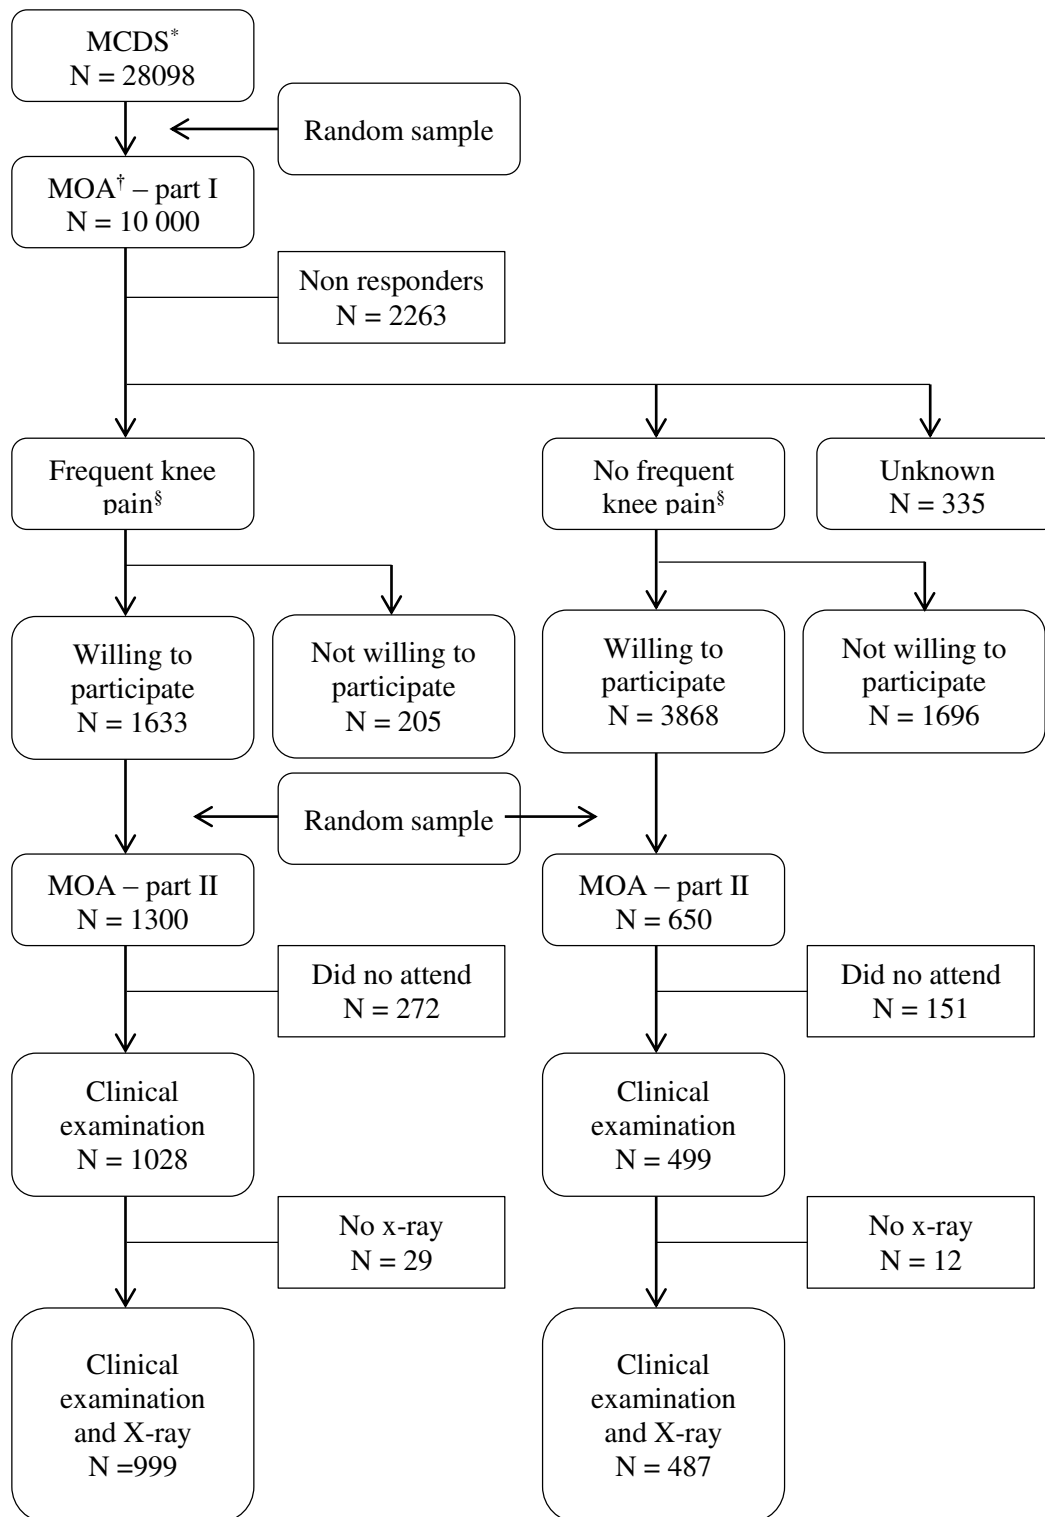 MCDS*
N = 28098
Random sample
MOA† – part I
N = 10 000
Non responders
N = 2263
Frequent knee
pain§
No frequent
knee pain§
Unknown
N = 335
Willing to
participate
N = 1633
Not willing to
participate
N = 205
Willing to
participate
N = 3868
Not willing to
participate
N = 1696
Random sample
MOA – part II
N = 1300
MOA – part II
N = 650
Did no attend
N = 272
Did no attend
N = 151
Clinical
examination
N = 1028
Clinical
examination
N = 499
No x-ray
N = 29
No x-ray
N = 12
Clinical
examination
and X-ray
N =999
Clinical
examination
and X-ray
N = 487